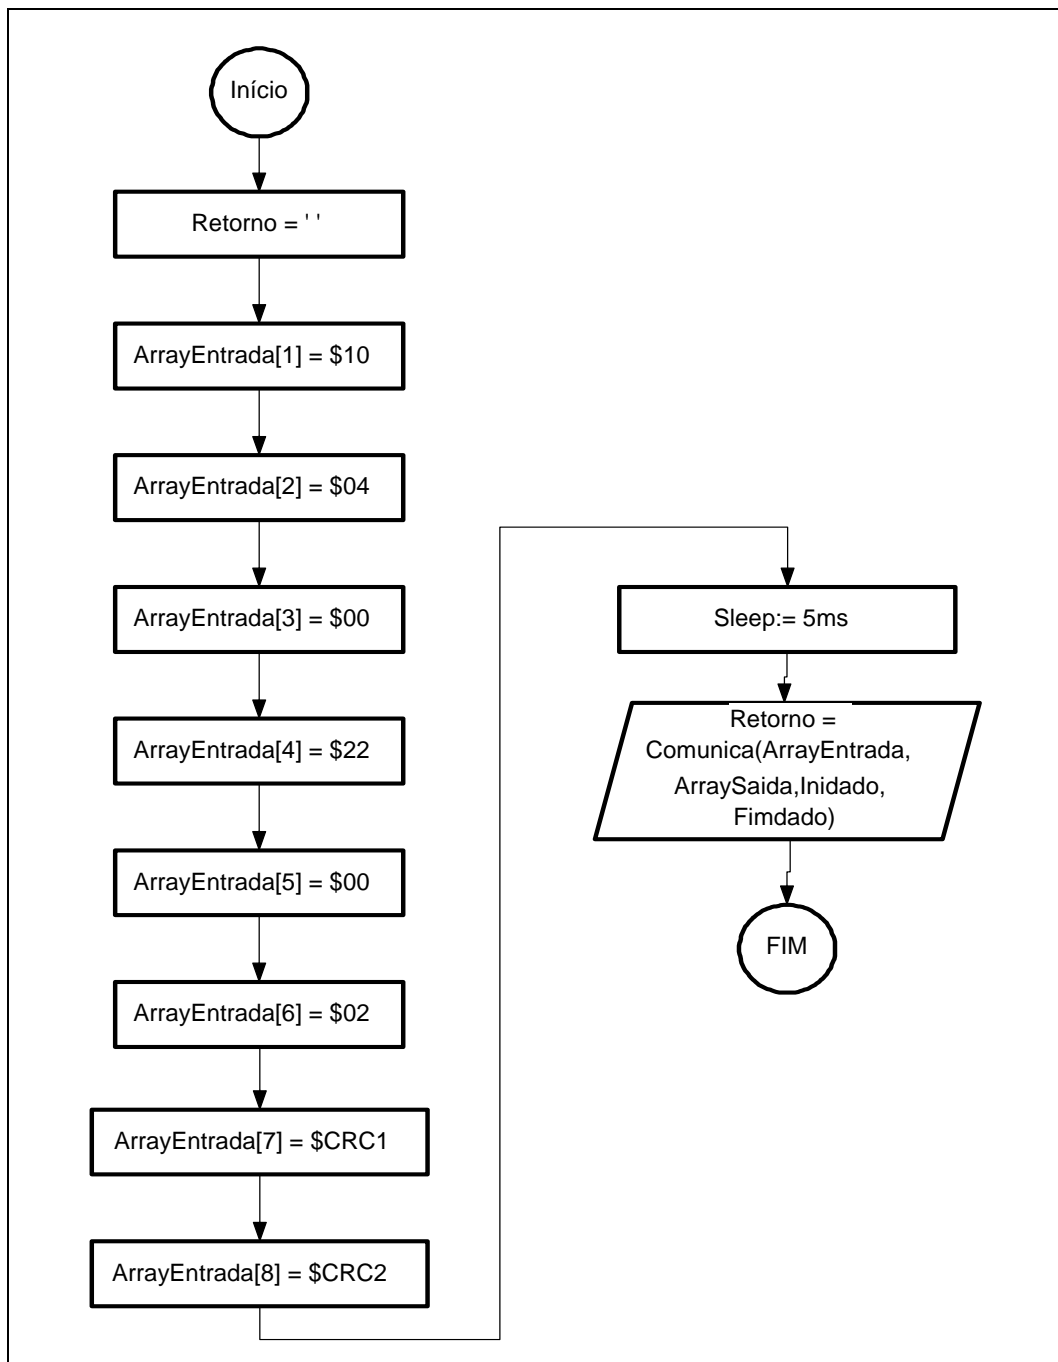 Início
Retorno = ' '
ArrayEntrada[1] = $10
ArrayEntrada[2] = $04
ArrayEntrada[3] = $00
ArrayEntrada[4] = $22
ArrayEntrada[5] = $00
ArrayEntrada[6] = $02
ArrayEntrada[7] = $CRC1
ArrayEntrada[8] = $CRC2
Sleep:= 5ms
Retorno =
Comunica(ArrayEntrada,
ArraySaida,Inidado,
Fimdado)
FIM